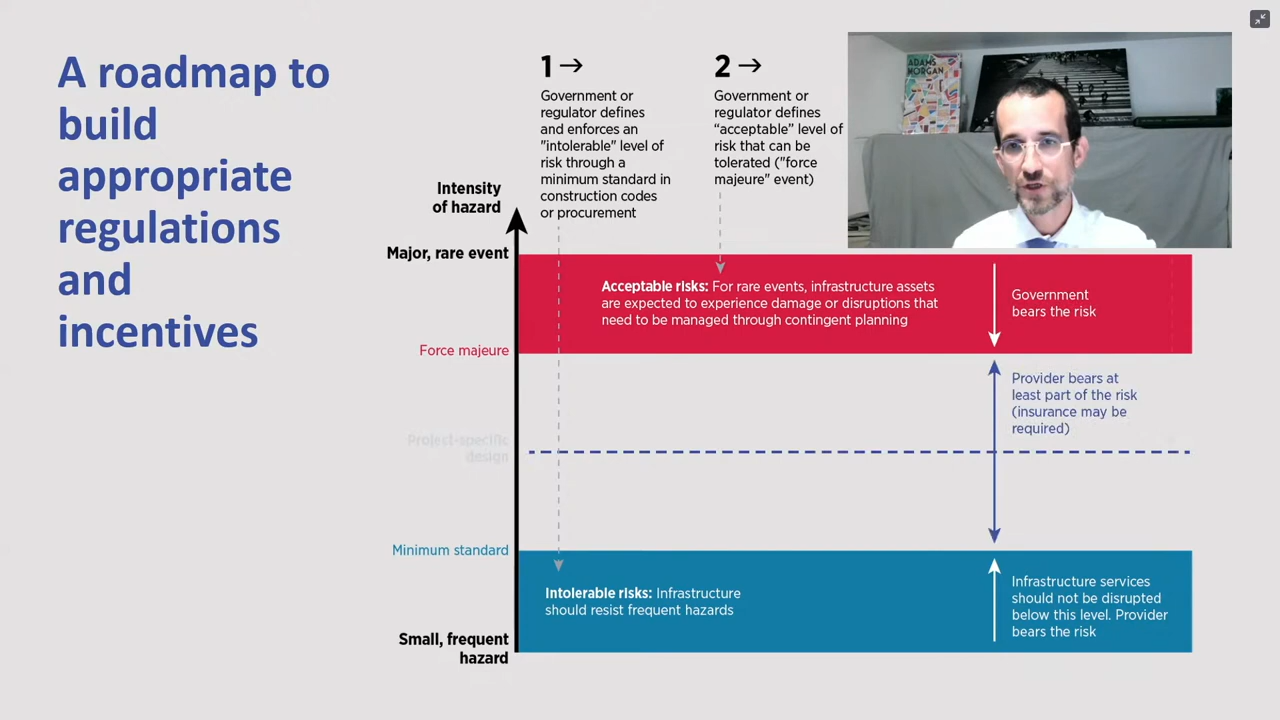 A roadmap to
build
appropriate
regulations
and
incentives
1 →
Government or
regulator defines
and enforces an
"intolerable" level of
risk through a
minimum standard in
construction codes
or procurement
2 →
Government or
regulator defines
“acceptable” level of
risk that can be
tolerated ("force
majeure" event)
ADAMS
MORGAN
Intensity
of hazard
Major, rare event
Acceptable risks: For rare events, infrastructure assets
are expected to experience damage or disruptions that
need to be managed through contingent planning
Government
bears the risk
Force majeure
Provider bears at
least part of the risk
(insurance may be
required)
Project-specific
design
Minimum standard
Intolerable risks: Infrastructure
should resist frequent hazards
Infrastructure services
should not be disrupted
below this level. Provider
bears the risk
Small, frequent
hazard